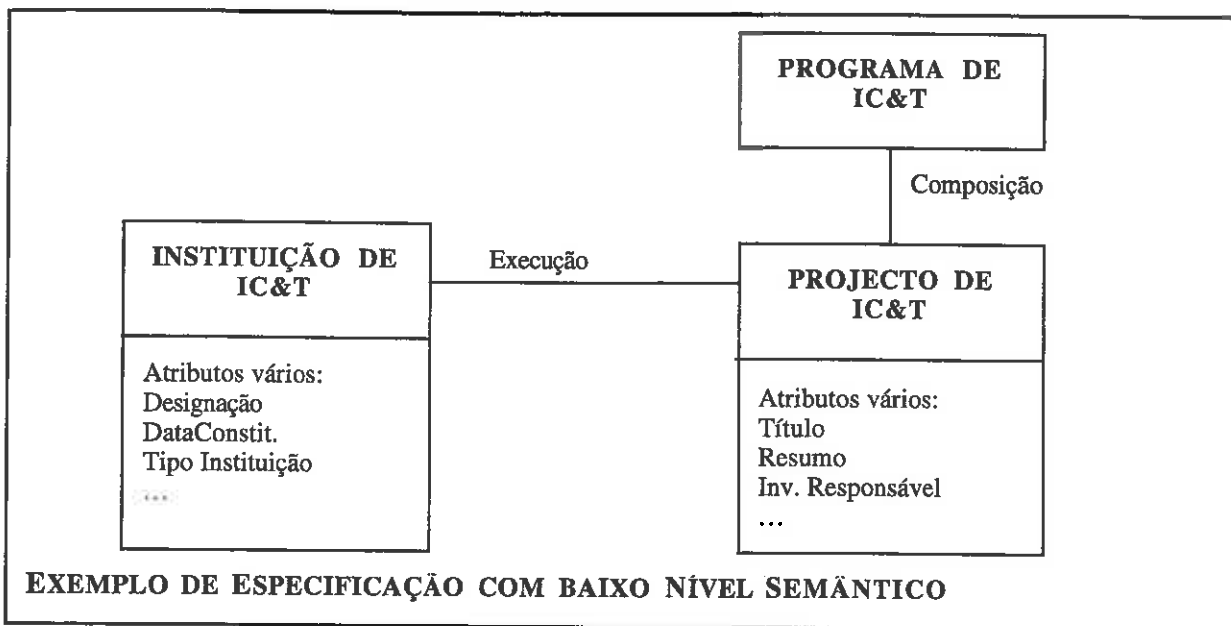 PROGRAMA DE
IC&T
Composição
INSTITUIÇÃO DE
IC&T
Execução
PROJECTO DE
IC&T
Atributos vários:
Designação
DataConstit.
Tipo Instituição
...
Atributos vários:
Título
Resumo
Inv. Responsável
...
EXEMPLO DE ESPECIFICAÇÃO COM BAIXO NÍVEL SEMÂNTICO